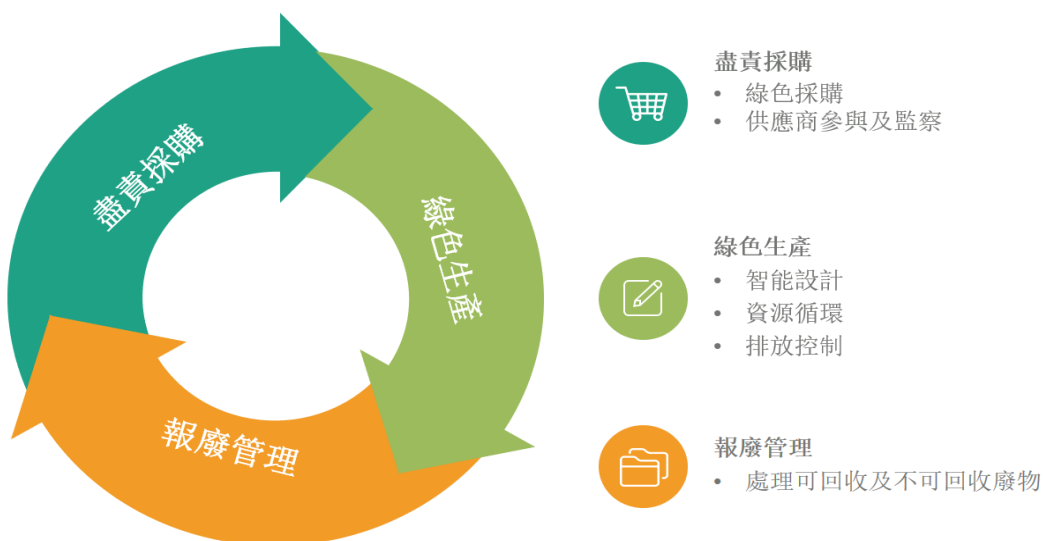 盡責採購
綠色生產
報廢管理
盡責採購
• 綠色採購
• 供應商參與及監察
綠色生產
• 智能設計
• 資源循環
• 排放控制
報廢管理
• 處理可回收及不可回收廢物